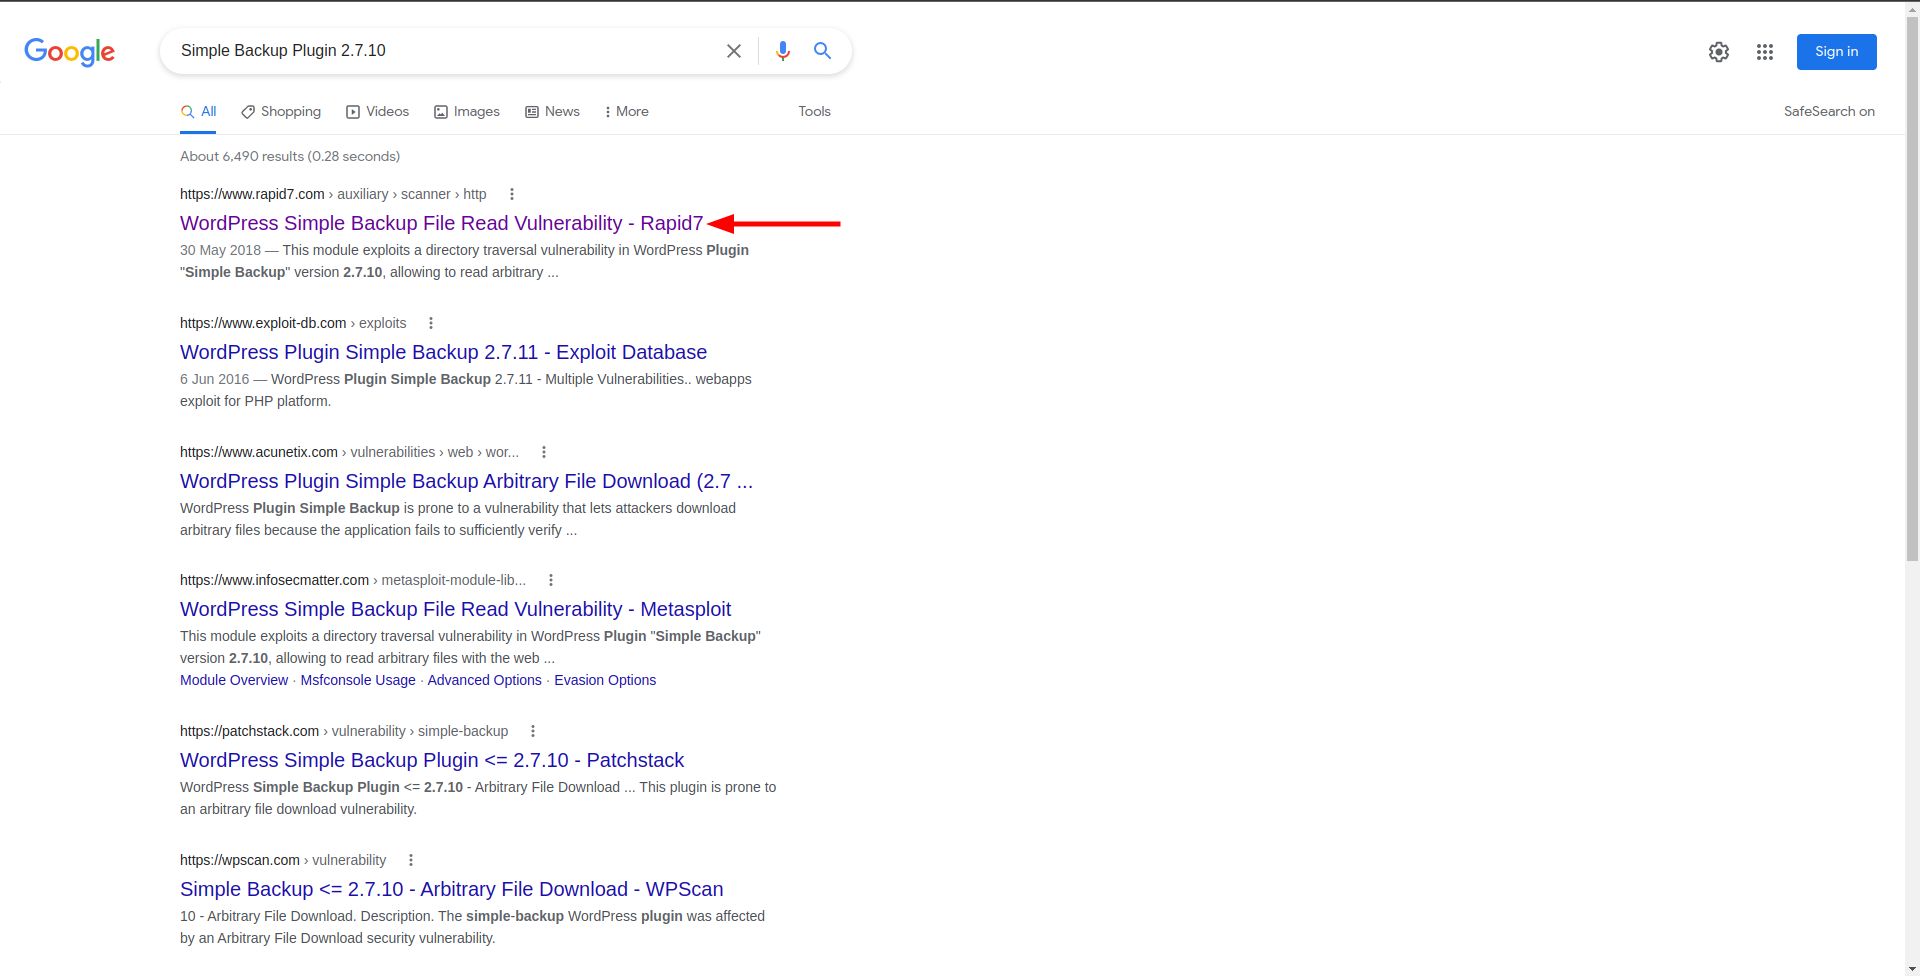 Google
Simple Backup Plugin 2.7.10
Sign in
All Shopping Videos Images News More Tools SafeSearch on
About 6,490 results (0.28 seconds)
https://www.rapid7.com › auxiliary › scanner › http
WordPress Simple Backup File Read Vulnerability - Rapid7
30 May 2018 — This module exploits a directory traversal vulnerability in WordPress Plugin
"Simple Backup" version 2.7.10, allowing to read arbitrary ...
https://www.exploit-db.com › exploits
WordPress Plugin Simple Backup 2.7.11 - Exploit Database
6 Jun 2016 — WordPress Plugin Simple Backup 2.7.11 - Multiple Vulnerabilities.. webapps
exploit for PHP platform.
https://www.acunetix.com › vulnerabilities › web › wor...
WordPress Plugin Simple Backup Arbitrary File Download (2.7 ...
WordPress Plugin Simple Backup is prone to a vulnerability that lets attackers download
arbitrary files because the application fails to sufficiently verify ...
https://www.infosecmatter.com › metasploit-module-lib...
WordPress Simple Backup File Read Vulnerability - Metasploit
This module exploits a directory traversal vulnerability in WordPress Plugin "Simple Backup"
version 2.7.10, allowing to read arbitrary files with the web ...
Module Overview · Msfconsole Usage · Advanced Options · Evasion Options
https://patchstack.com › vulnerability › simple-backup
WordPress Simple Backup Plugin <= 2.7.10 - Patchstack
WordPress Simple Backup Plugin <= 2.7.10 - Arbitrary File Download ... This plugin is prone to
an arbitrary file download vulnerability.
https://wpscan.com › vulnerability
Simple Backup <= 2.7.10 - Arbitrary File Download - WPScan
10 - Arbitrary File Download. Description. The simple-backup WordPress plugin was affected
by an Arbitrary File Download security vulnerability.